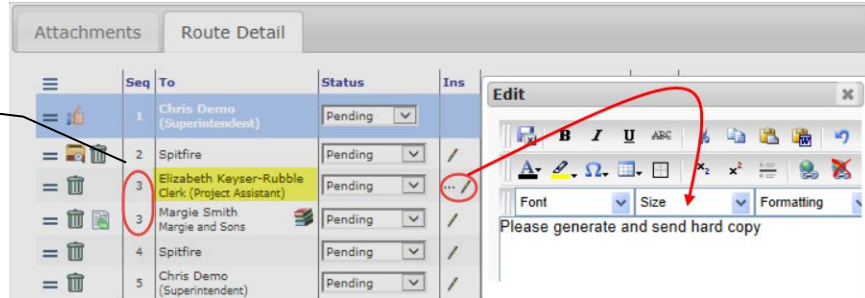 Attachments Route Detail
Seq To Status Ins
1 Chris Demo Pending
(Superintendent)
2 Spitfire Pending
3 Elizabeth Keyser-Rubble Pending ...
Clerk (Project Assistant)
3 Margie Smith Pending
Margie and Sons
4 Spitfire Pending
5 Chris Demo Pending
(Superintendent)
Edit
B I U ABC
A Ω x₂ x²
Font Size Formatting
Please generate and send hard copy